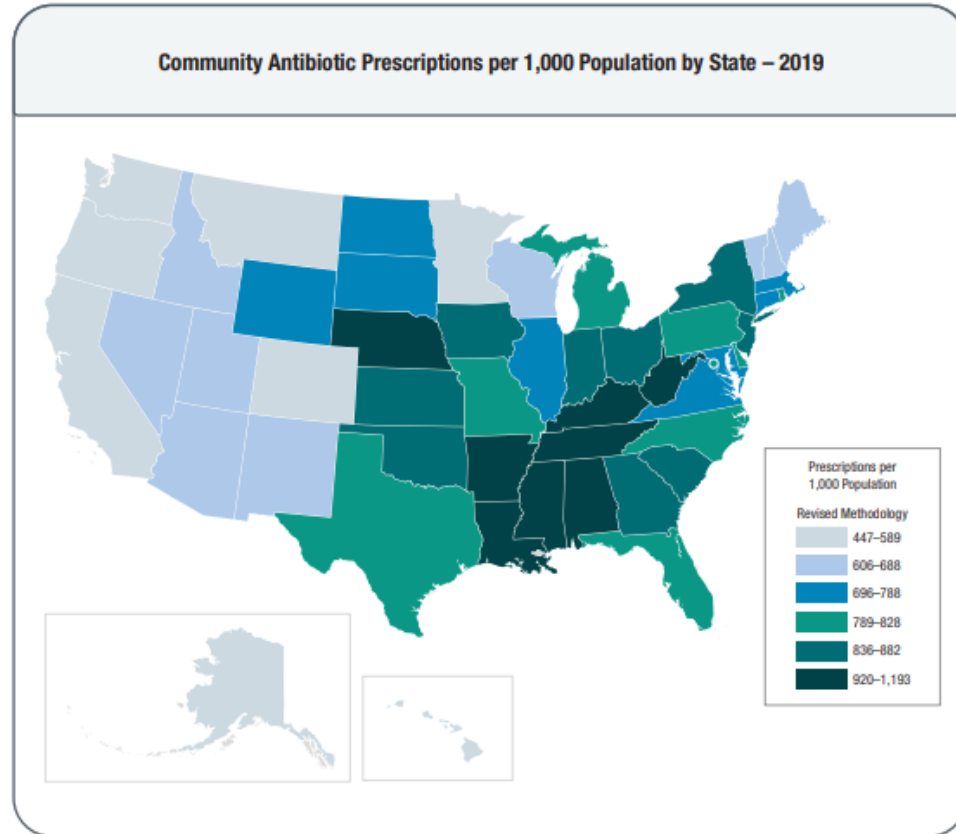 Community Antibiotic Prescriptions per 1,000 Population by State – 2019
Prescriptions per
1,000 Population
Revised Methodology
447–589
606–688
696–788
789–828
836–882
920–1,193